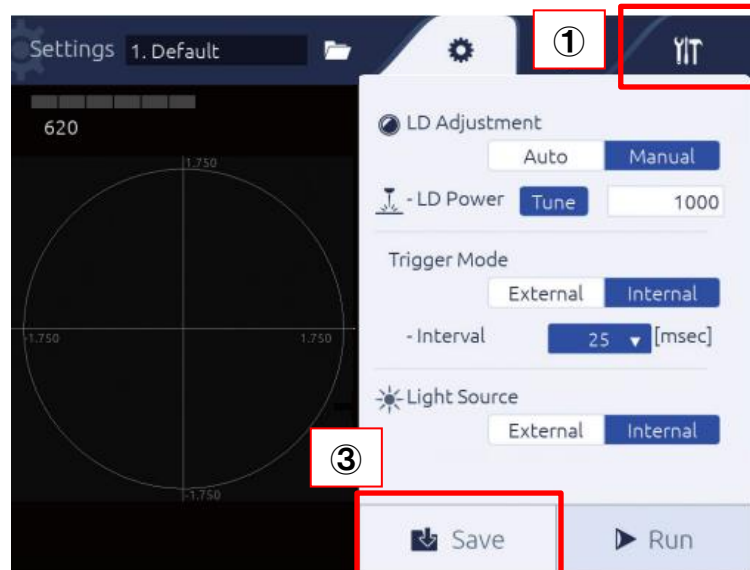 Settings 1. Default
①
620
1.750
-1.750
1.750
-1.750
LD Adjustment
Auto Manual
- LD Power Tune 1000
Trigger Mode
External Internal
- Interval 25 ▼ [msec]
Light Source
External Internal
③
Save Run